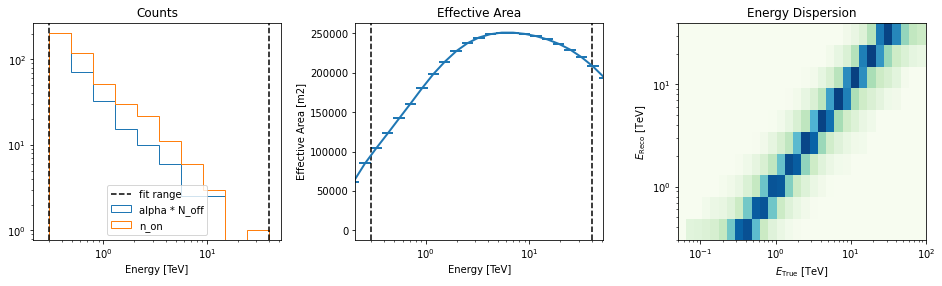 Counts
10²
10¹
10⁰
fit range
alpha * N_off
n_on
10⁰
10¹
Energy [TeV]
Effective Area
Effective Area [m2]
250000
200000
150000
100000
50000
0
10⁰
10¹
Energy [TeV]
Energy Dispersion
E_Reco [TeV]
10¹
10⁰
10⁻¹
10⁰
10¹
10²
E_True [TeV]